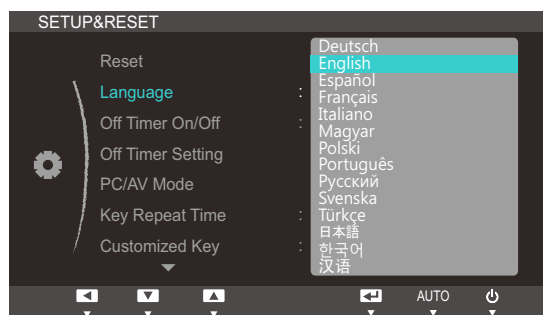 SETUP&RESET
Reset
Language :
Off Timer On/Off :
Off Timer Setting
PC/AV Mode
Key Repeat Time :
Customized Key :
Deutsch
English
Español
Français
Italiano
Magyar
Polski
Português
Русский
Svenska
Türkçe
日本語
한국어
汉语
AUTO